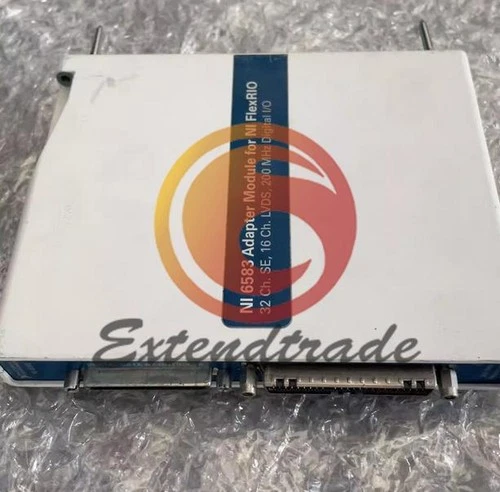 NI 6583 Adapter Module for NI FlexRIO
32 Ch. SE, 16 Ch. LVDS, 200 MHz Digital I/O
Extendtrade